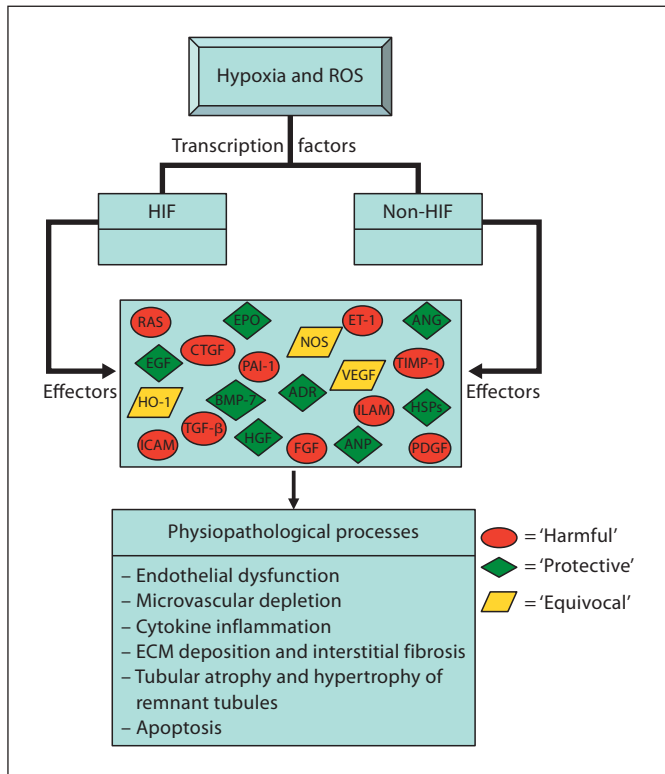 Hypoxia and ROS
Transcription factors
HIF
Non-HIF
RAS
EPO
ET-1
ANG
NOS
CTGF
EGF
PAI-1
VEGF
TIMP-1
HO-1
BMP-7
ADR
ILAM
HSPs
TGF-β
ICAM
HGF
FGF
ANP
PDGF
Effectors
Effectors
Physiopathological processes
– Endothelial dysfunction
– Microvascular depletion
– Cytokine inflammation
– ECM deposition and interstitial fibrosis
– Tubular atrophy and hypertrophy of
remnant tubules
– Apoptosis
= ‘Harmful’
= ‘Protective’
= ‘Equivocal’